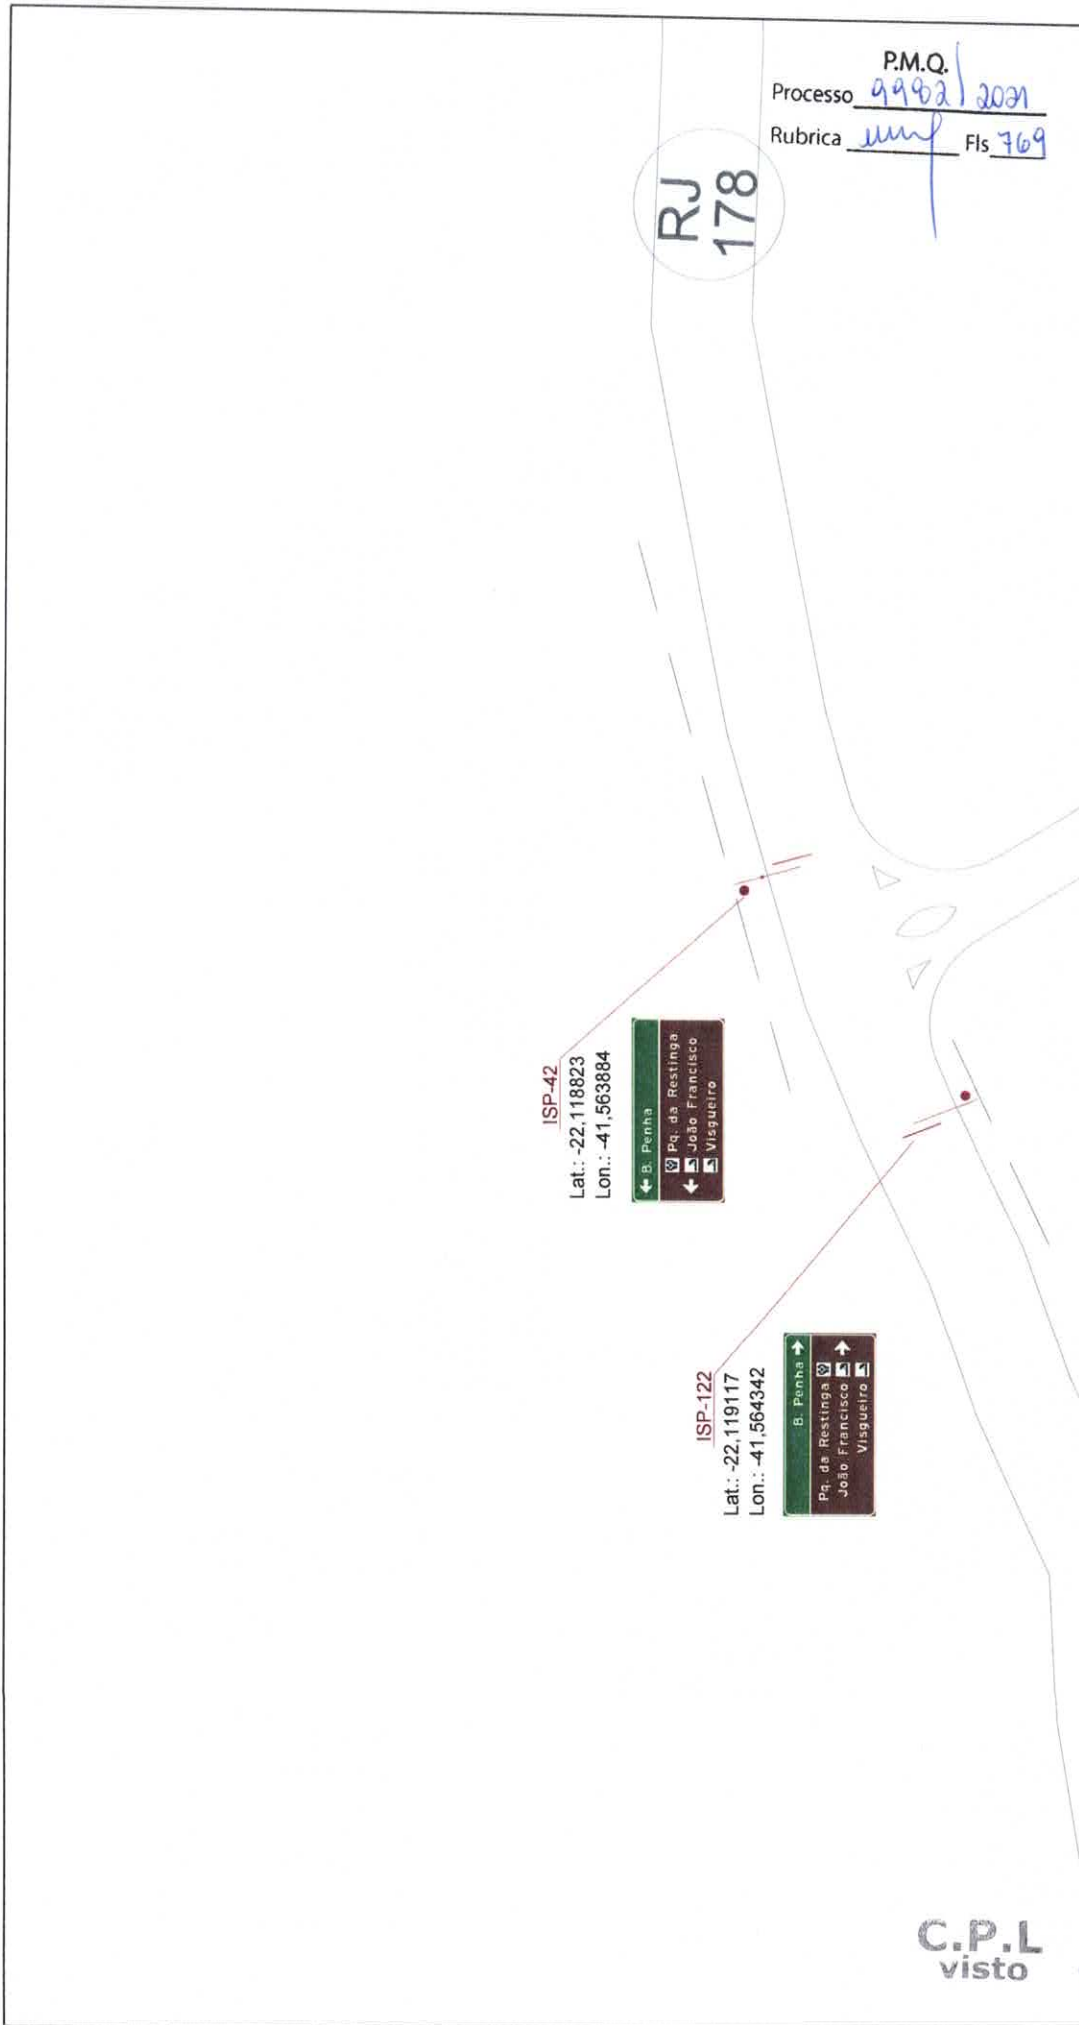 P.M.Q.
Processo 9982/2021
Rubrica Fls 769
RJ
178
ISP-42
Lat.: -22,118823
Lon.: -41,563884
B. Penha
Pq. da Restinga
João Francisco
Visgueiro
ISP-122
Lat.: -22,119117
Lon.: -41,564342
B. Penha
Pq. da Restinga
João Francisco
Visgueiro
C.P.L
visto